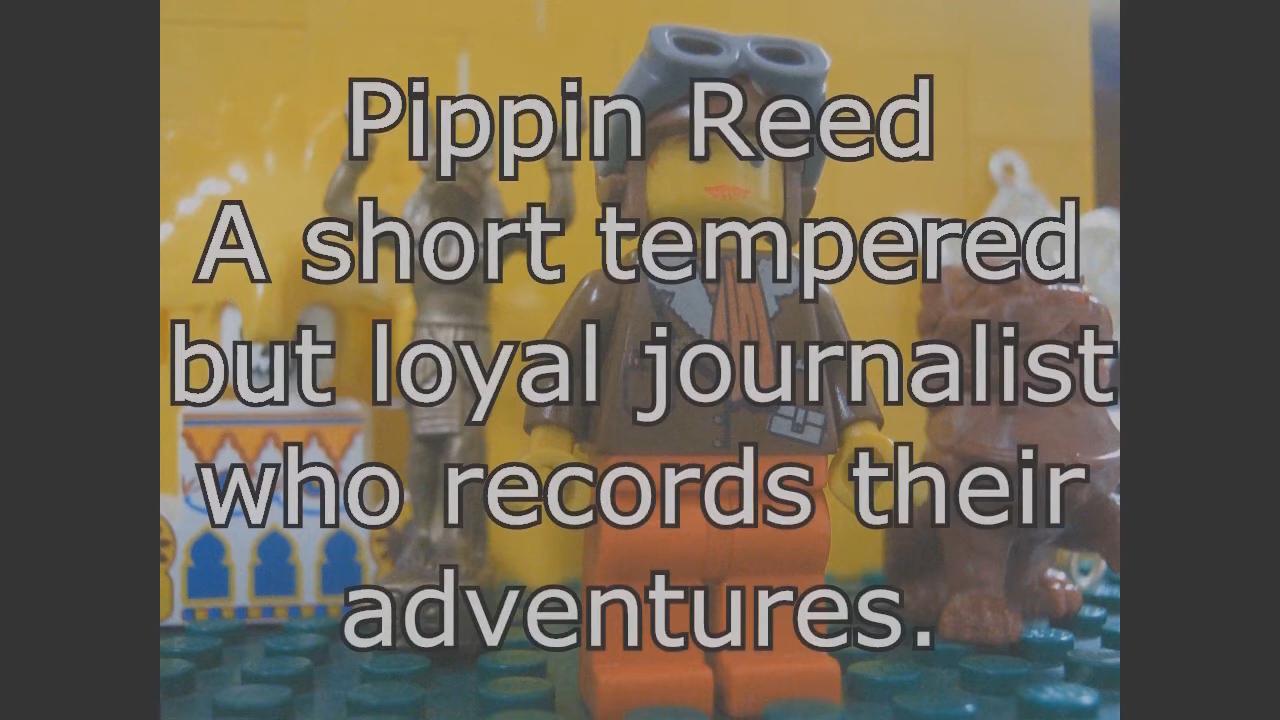 Pippin Reed
A short tempered
but loyal journalist
who records their
adventures.